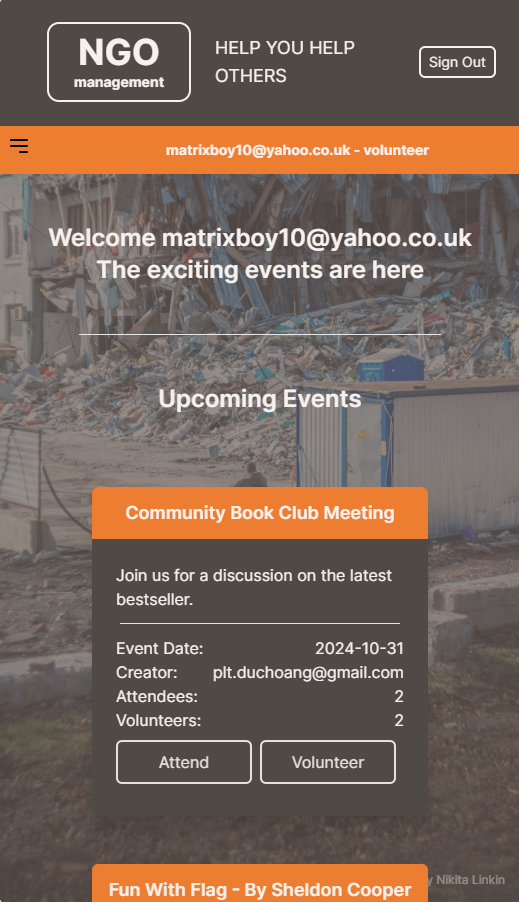 NGO
management
HELP YOU HELP
OTHERS
Sign Out
matrixboy10@yahoo.co.uk - volunteer
Welcome matrixboy10@yahoo.co.uk
The exciting events are here
Upcoming Events
Community Book Club Meeting
Join us for a discussion on the latest
bestseller.
Event Date: 2024-10-31
Creator: plt.duchoang@gmail.com
Attendees: 2
Volunteers: 2
Attend Volunteer
Nikita Linkin
Fun With Flag - By Sheldon Cooper